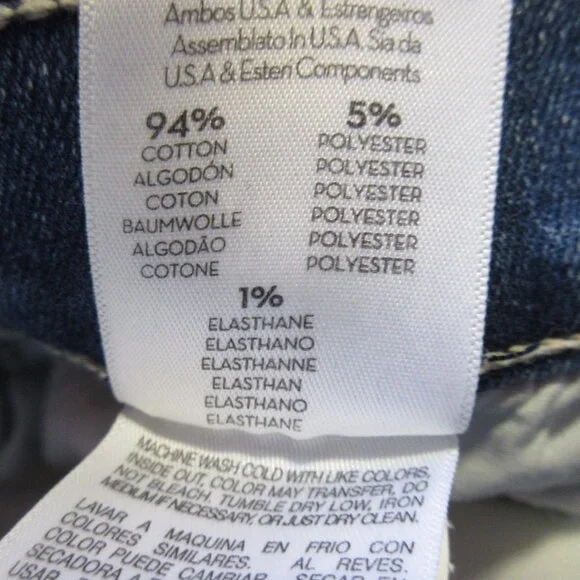 Ambos U.S.A & Estrangeiros
Assemblato In U.S.A. Sia da
U.S.A & Esteri Components
94%
COTTON
ALGODÓN
COTON
BAUMWOLLE
ALGODÃO
COTONE
5%
POLYESTER
POLYESTER
POLYESTER
POLYESTER
POLYESTER
POLYESTER
1%
ELASTHANE
ELASTHANO
ELASTHANNE
ELASTHAN
ELASTHANO
ELASTHANE
MACHINE WASH COLD WITH LIKE COLORS,
INSIDE OUT, COLOR MAY TRANSFER, DO
NOT BLEACH. TUMBLE DRY LOW, IRON
MEDIUM IF NECESSARY, OR JUST DRY CLEAN.
LAVAR A MAQUINA EN FRIO CON
COLORES SIMILARES. AL REVES.
COLOR PUEDE CAMBIAR
SECADORA A
USAR